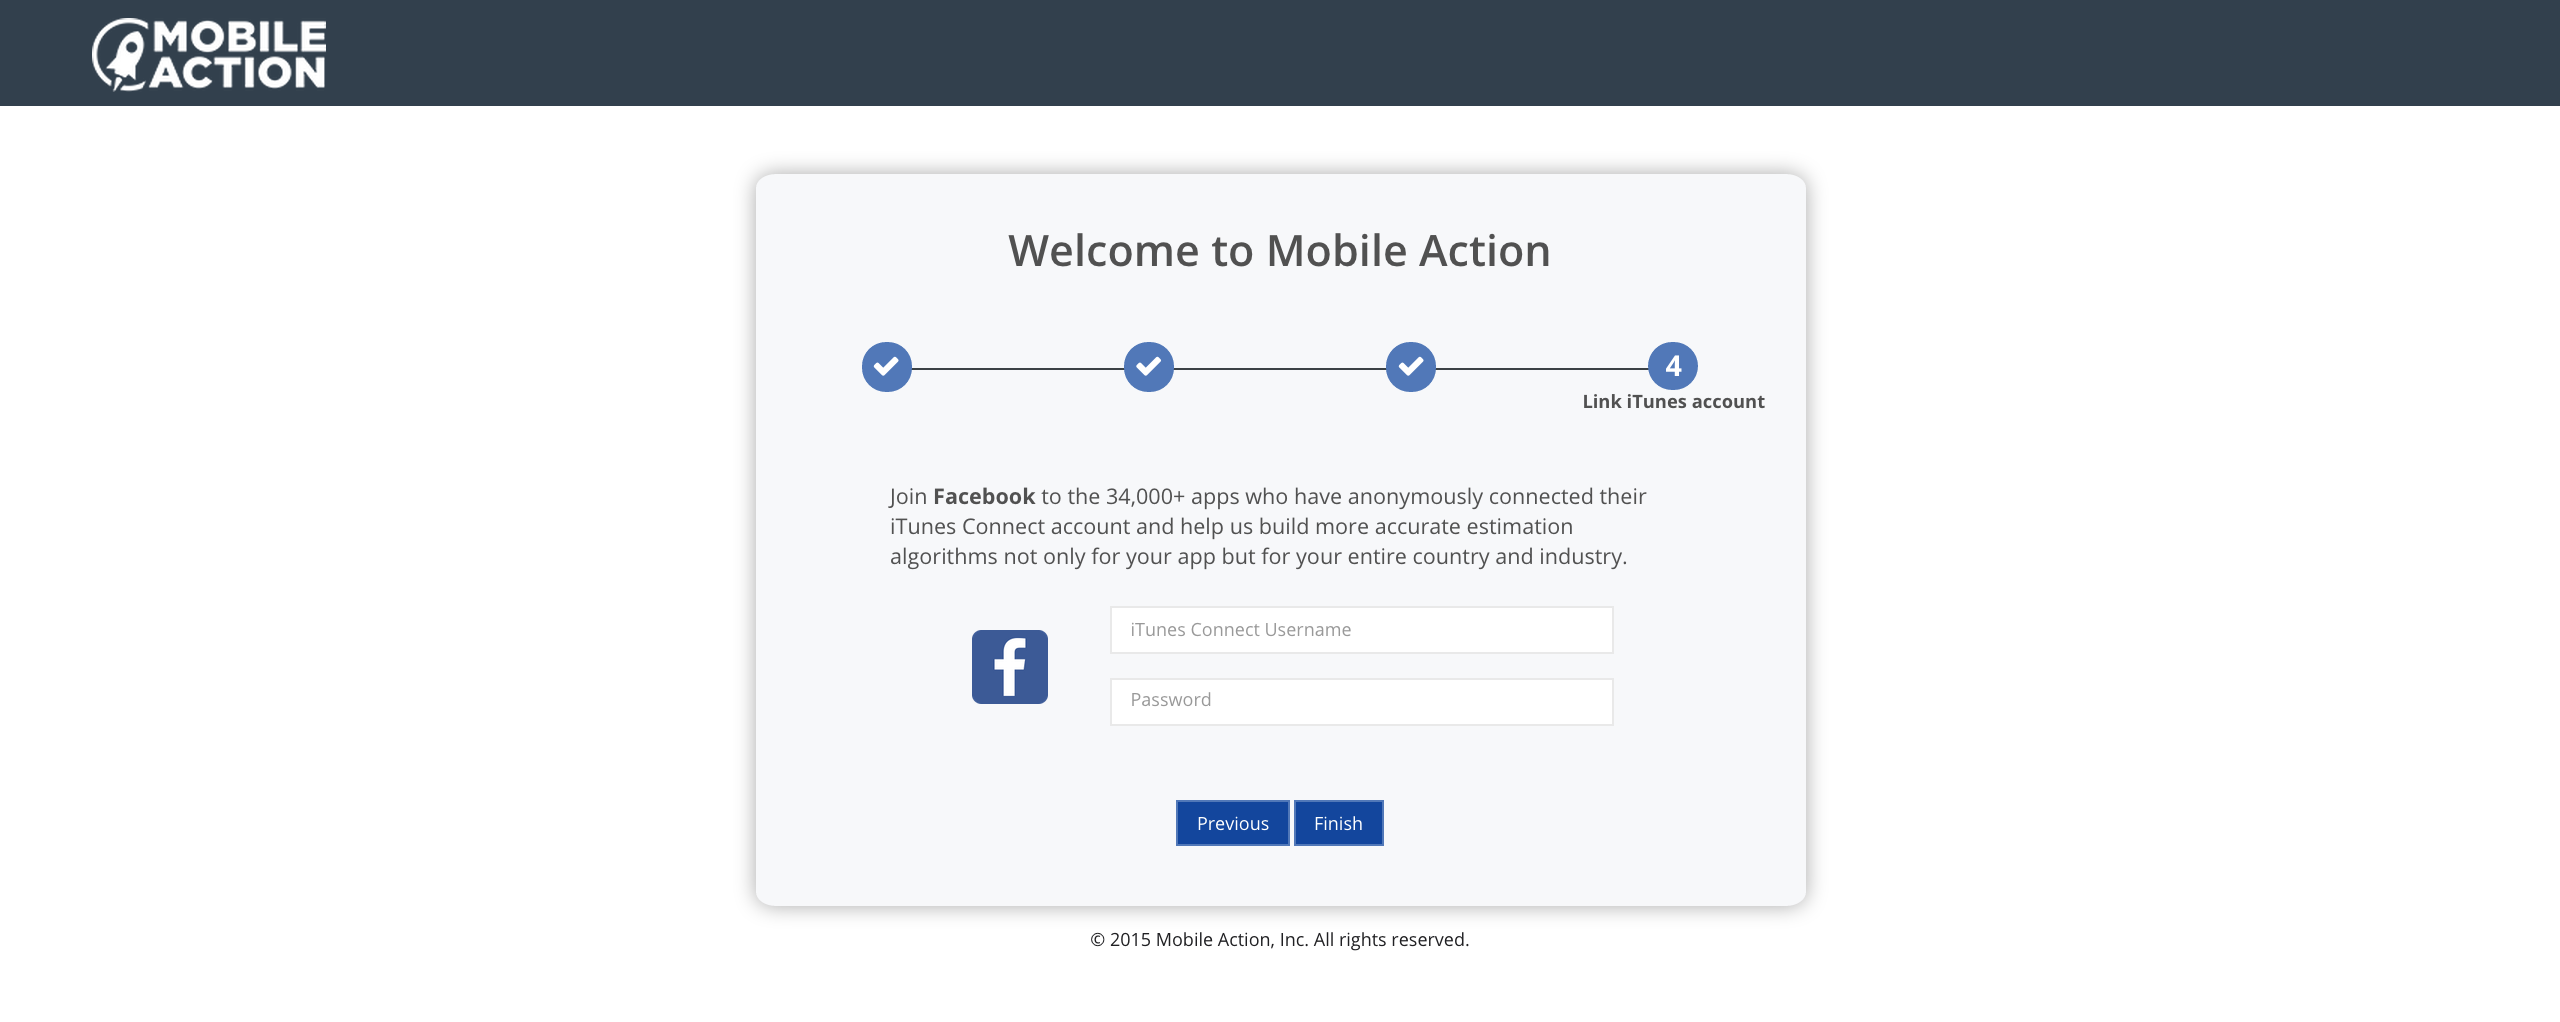 MOBILE
ACTION
Welcome to Mobile Action
4
Link iTunes account
Join Facebook to the 34,000+ apps who have anonymously connected their
iTunes Connect account and help us build more accurate estimation
algorithms not only for your app but for your entire country and industry.
f
iTunes Connect Username
Password
Previous
Finish
© 2015 Mobile Action, Inc. All rights reserved.